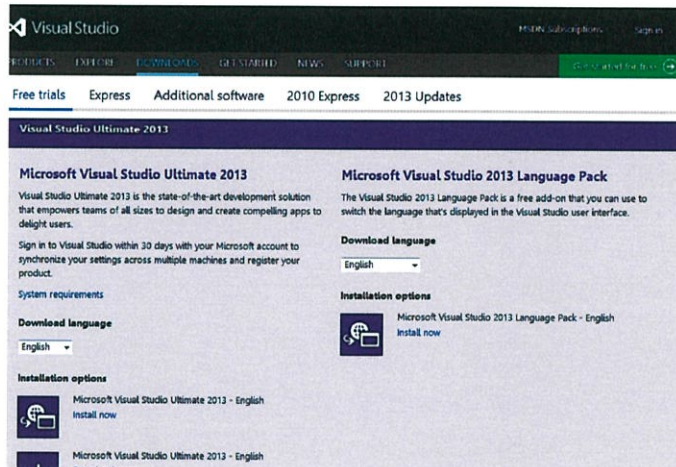 Visual Studio
MSDN Subscriptions Sign in
PRODUCTS EXPLORE DOWNLOADS GET STARTED NEWS SUPPORT
Get started for free
Free trials Express Additional software 2010 Express 2013 Updates
Visual Studio Ultimate 2013
Microsoft Visual Studio Ultimate 2013
Visual Studio Ultimate 2013 is the state-of-the-art development solution
that empowers teams of all sizes to design and create compelling apps to
delight users.
Sign in to Visual Studio within 30 days with your Microsoft account to
synchronize your settings across multiple machines and register your
product.
System requirements
Download language
English
Installation options
Microsoft Visual Studio Ultimate 2013 - English
Install now
Microsoft Visual Studio Ultimate 2013 - English
Microsoft Visual Studio 2013 Language Pack
The Visual Studio 2013 Language Pack is a free add-on that you can use to
switch the language that's displayed in the Visual Studio user interface.
Download language
English
Installation options
Microsoft Visual Studio 2013 Language Pack - English
Install now